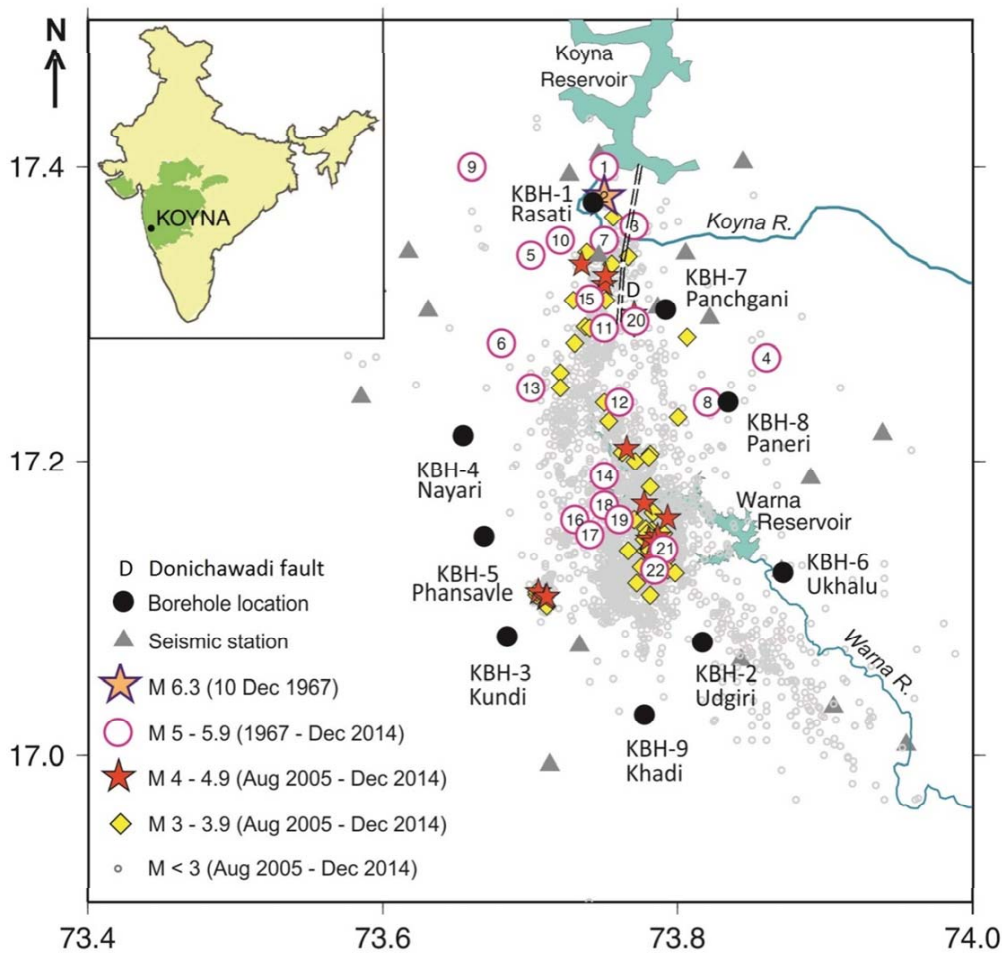 N
Koyna
Reservoir
17.4
9
1
KBH-1
Rasati
2
3
Koyna R.
KOYNA
10
7
5
KBH-7
Panchgani
D
15
20
11
6
4
13
12
8
KBH-8
Paneri
17.2
KBH-4
Nayari
14
18
16
19
17
Warna
Reservoir
21
22
KBH-5
Phansavle
KBH-6
Ukhalu
D Donichawadi fault
Borehole location
Seismic station
M 6.3 (10 Dec 1967)
M 5 - 5.9 (1967 - Dec 2014)
M 4 - 4.9 (Aug 2005 - Dec 2014)
M 3 - 3.9 (Aug 2005 - Dec 2014)
M < 3 (Aug 2005 - Dec 2014)
KBH-3
Kundi
KBH-2
Udgiri
Warna R.
17.0
KBH-9
Khadi
73.4
73.6
73.8
74.0